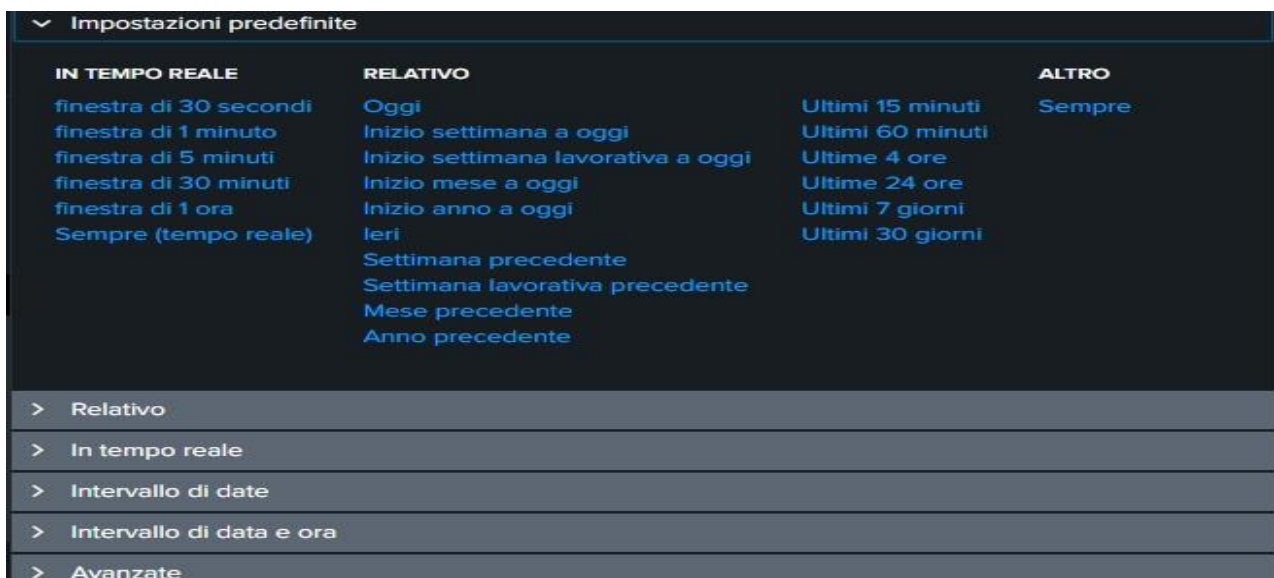 Impostazioni predefinite
IN TEMPO REALE
finestra di 30 secondi
finestra di 1 minuto
finestra di 5 minuti
finestra di 30 minuti
finestra di 1 ora
Sempre (tempo reale)
RELATIVO
Oggi
Inizio settimana a oggi
Inizio settimana lavorativa a oggi
Inizio mese a oggi
Inizio anno a oggi
Ieri
Settimana precedente
Settimana lavorativa precedente
Mese precedente
Anno precedente
Ultimi 15 minuti
Ultimi 60 minuti
Ultime 4 ore
Ultime 24 ore
Ultimi 7 giorni
Ultimi 30 giorni
ALTRO
Sempre
Relativo
In tempo reale
Intervallo di date
Intervallo di data e ora
Avanzate